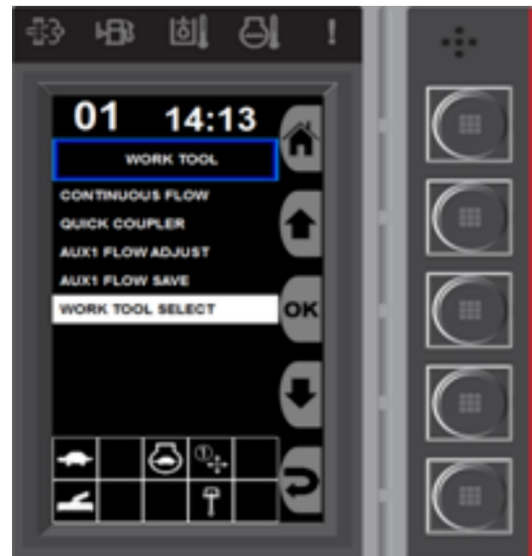 !
01 14:13
WORK TOOL
CONTINUOUS FLOW
QUICK COUPLER
AUX1 FLOW ADJUST
AUX1 FLOW SAVE
WORK TOOL SELECT
OK
1